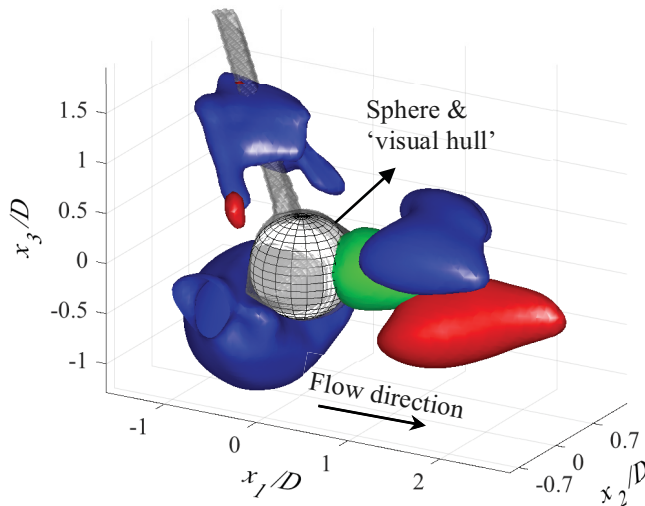 Sphere &
‘visual hull’
Flow direction
x3/D
1.5
1
0.5
0
-0.5
-1
x1/D
-1
0
1
2
x2/D
-0.7
0
0.7